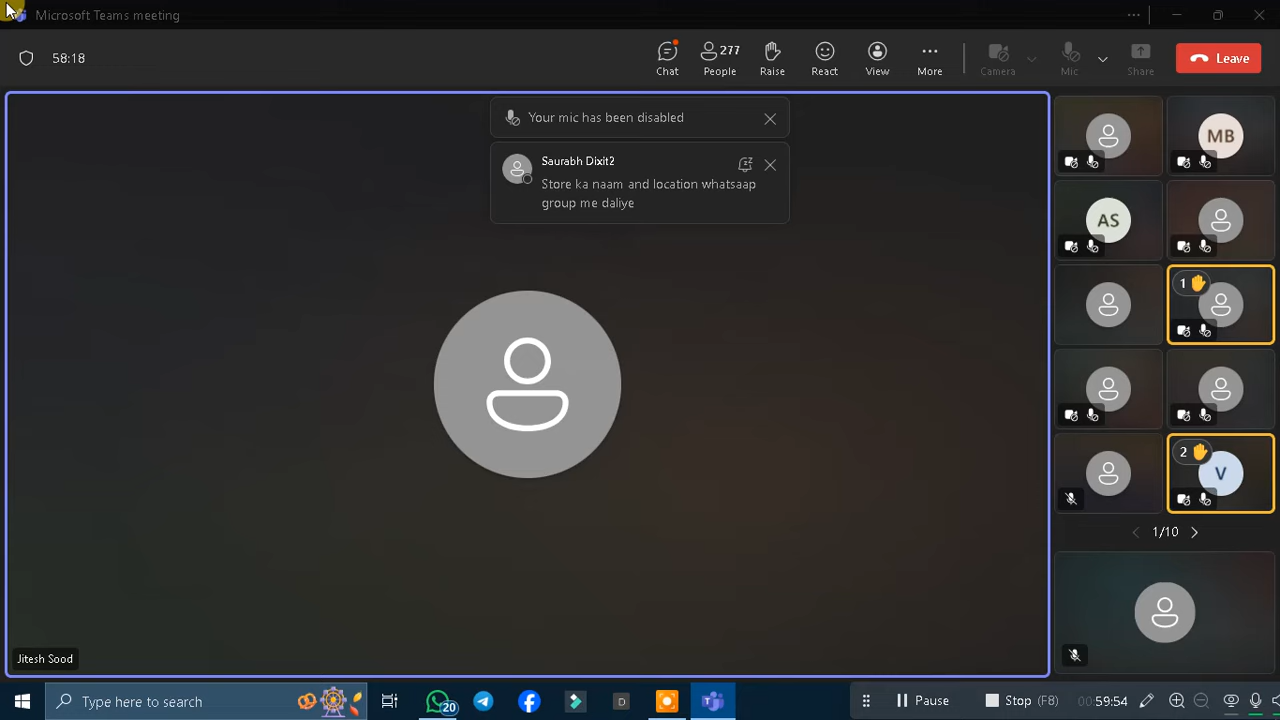 Microsoft Teams meeting
58:18
Chat
277
People
Raise
React
View
More
Camera
Mic
Share
Leave
Your mic has been disabled
Saurabh Dixit2
Store ka naam and location whatsaap
group me daliye
MB
AS
1
2
V
1/10
Jitesh Sood
Type here to search
20
D
Pause
Stop (F8)
00:59:54